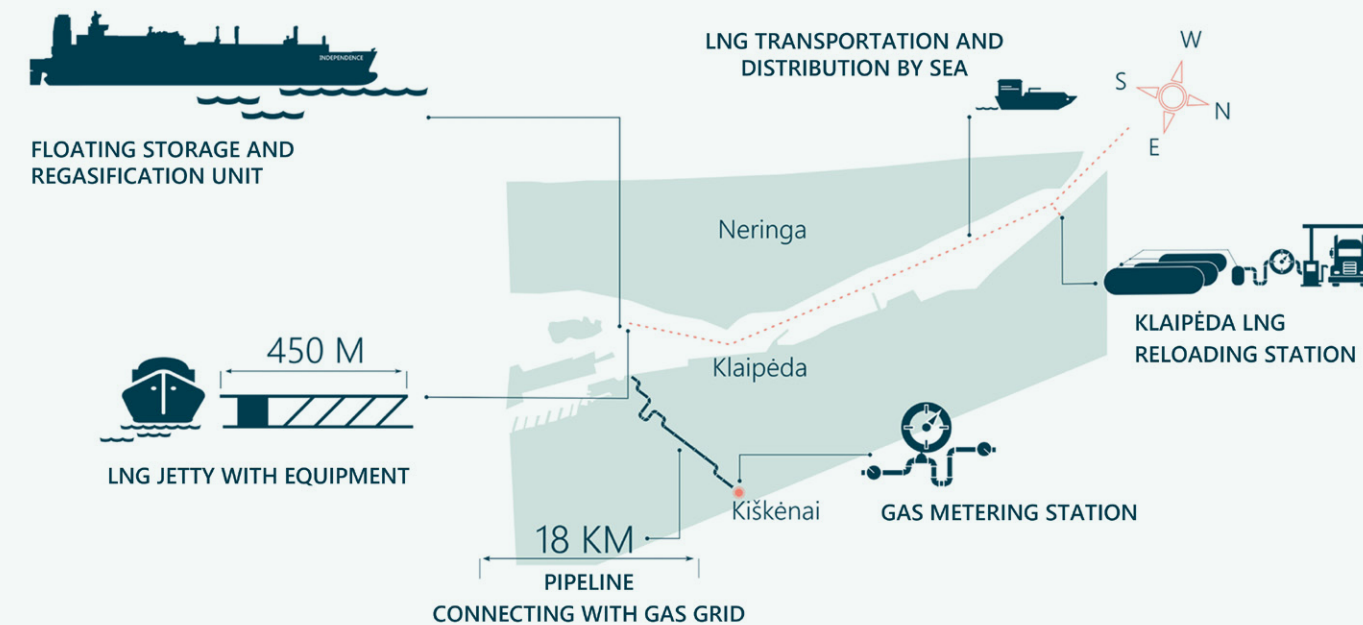 INDEPENDENCE
FLOATING STORAGE AND
REGASIFICATION UNIT
LNG TRANSPORTATION AND
DISTRIBUTION BY SEA
W
S
N
E
Neringa
KLAIPĖDA LNG
RELOADING STATION
450 M
Klaipėda
LNG JETTY WITH EQUIPMENT
Kiškėnai
GAS METERING STATION
18 KM
PIPELINE
CONNECTING WITH GAS GRID